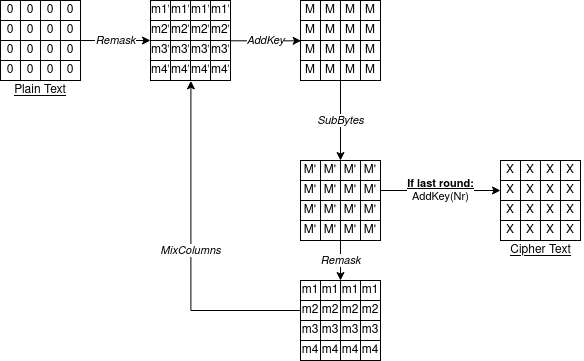 0 0 0 0
0 0 0 0
0 0 0 0
0 0 0 0
Plain Text
Remask
m1' m1' m1' m1'
m2' m2' m2' m2'
m3' m3' m3' m3'
m4' m4' m4' m4'
AddKey
M M M M
M M M M
M M M M
M M M M
SubBytes
M' M' M' M'
M' M' M' M'
M' M' M' M'
M' M' M' M'
If last round:
AddKey(Nr)
X X X X
X X X X
X X X X
X X X X
Cipher Text
Remask
MixColumns
m1 m1 m1 m1
m2 m2 m2 m2
m3 m3 m3 m3
m4 m4 m4 m4